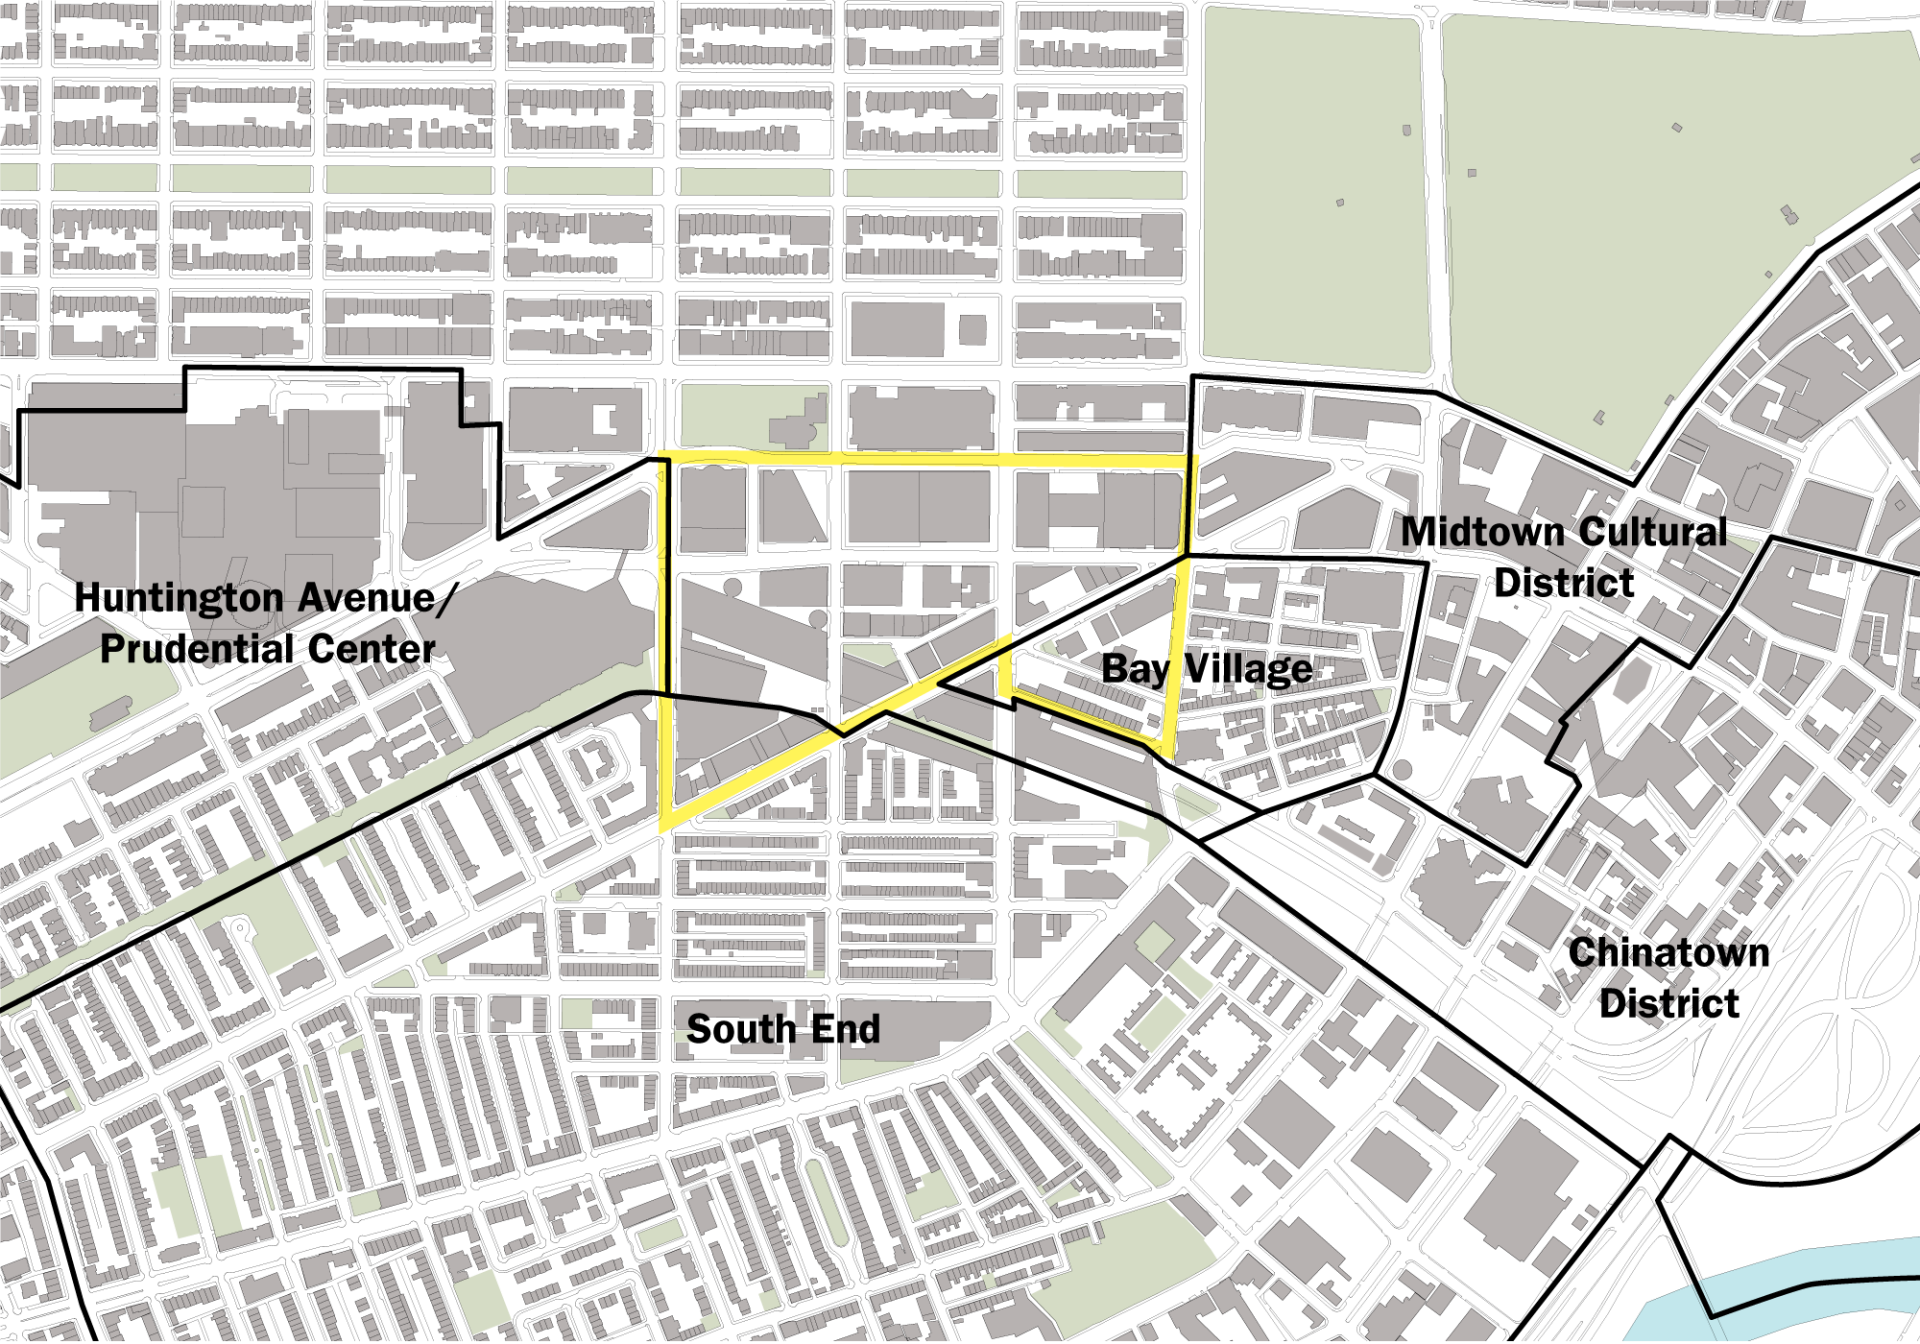 Midtown Cultural
District
Huntington Avenue/
Prudential Center
Bay Village
Chinatown
District
South End